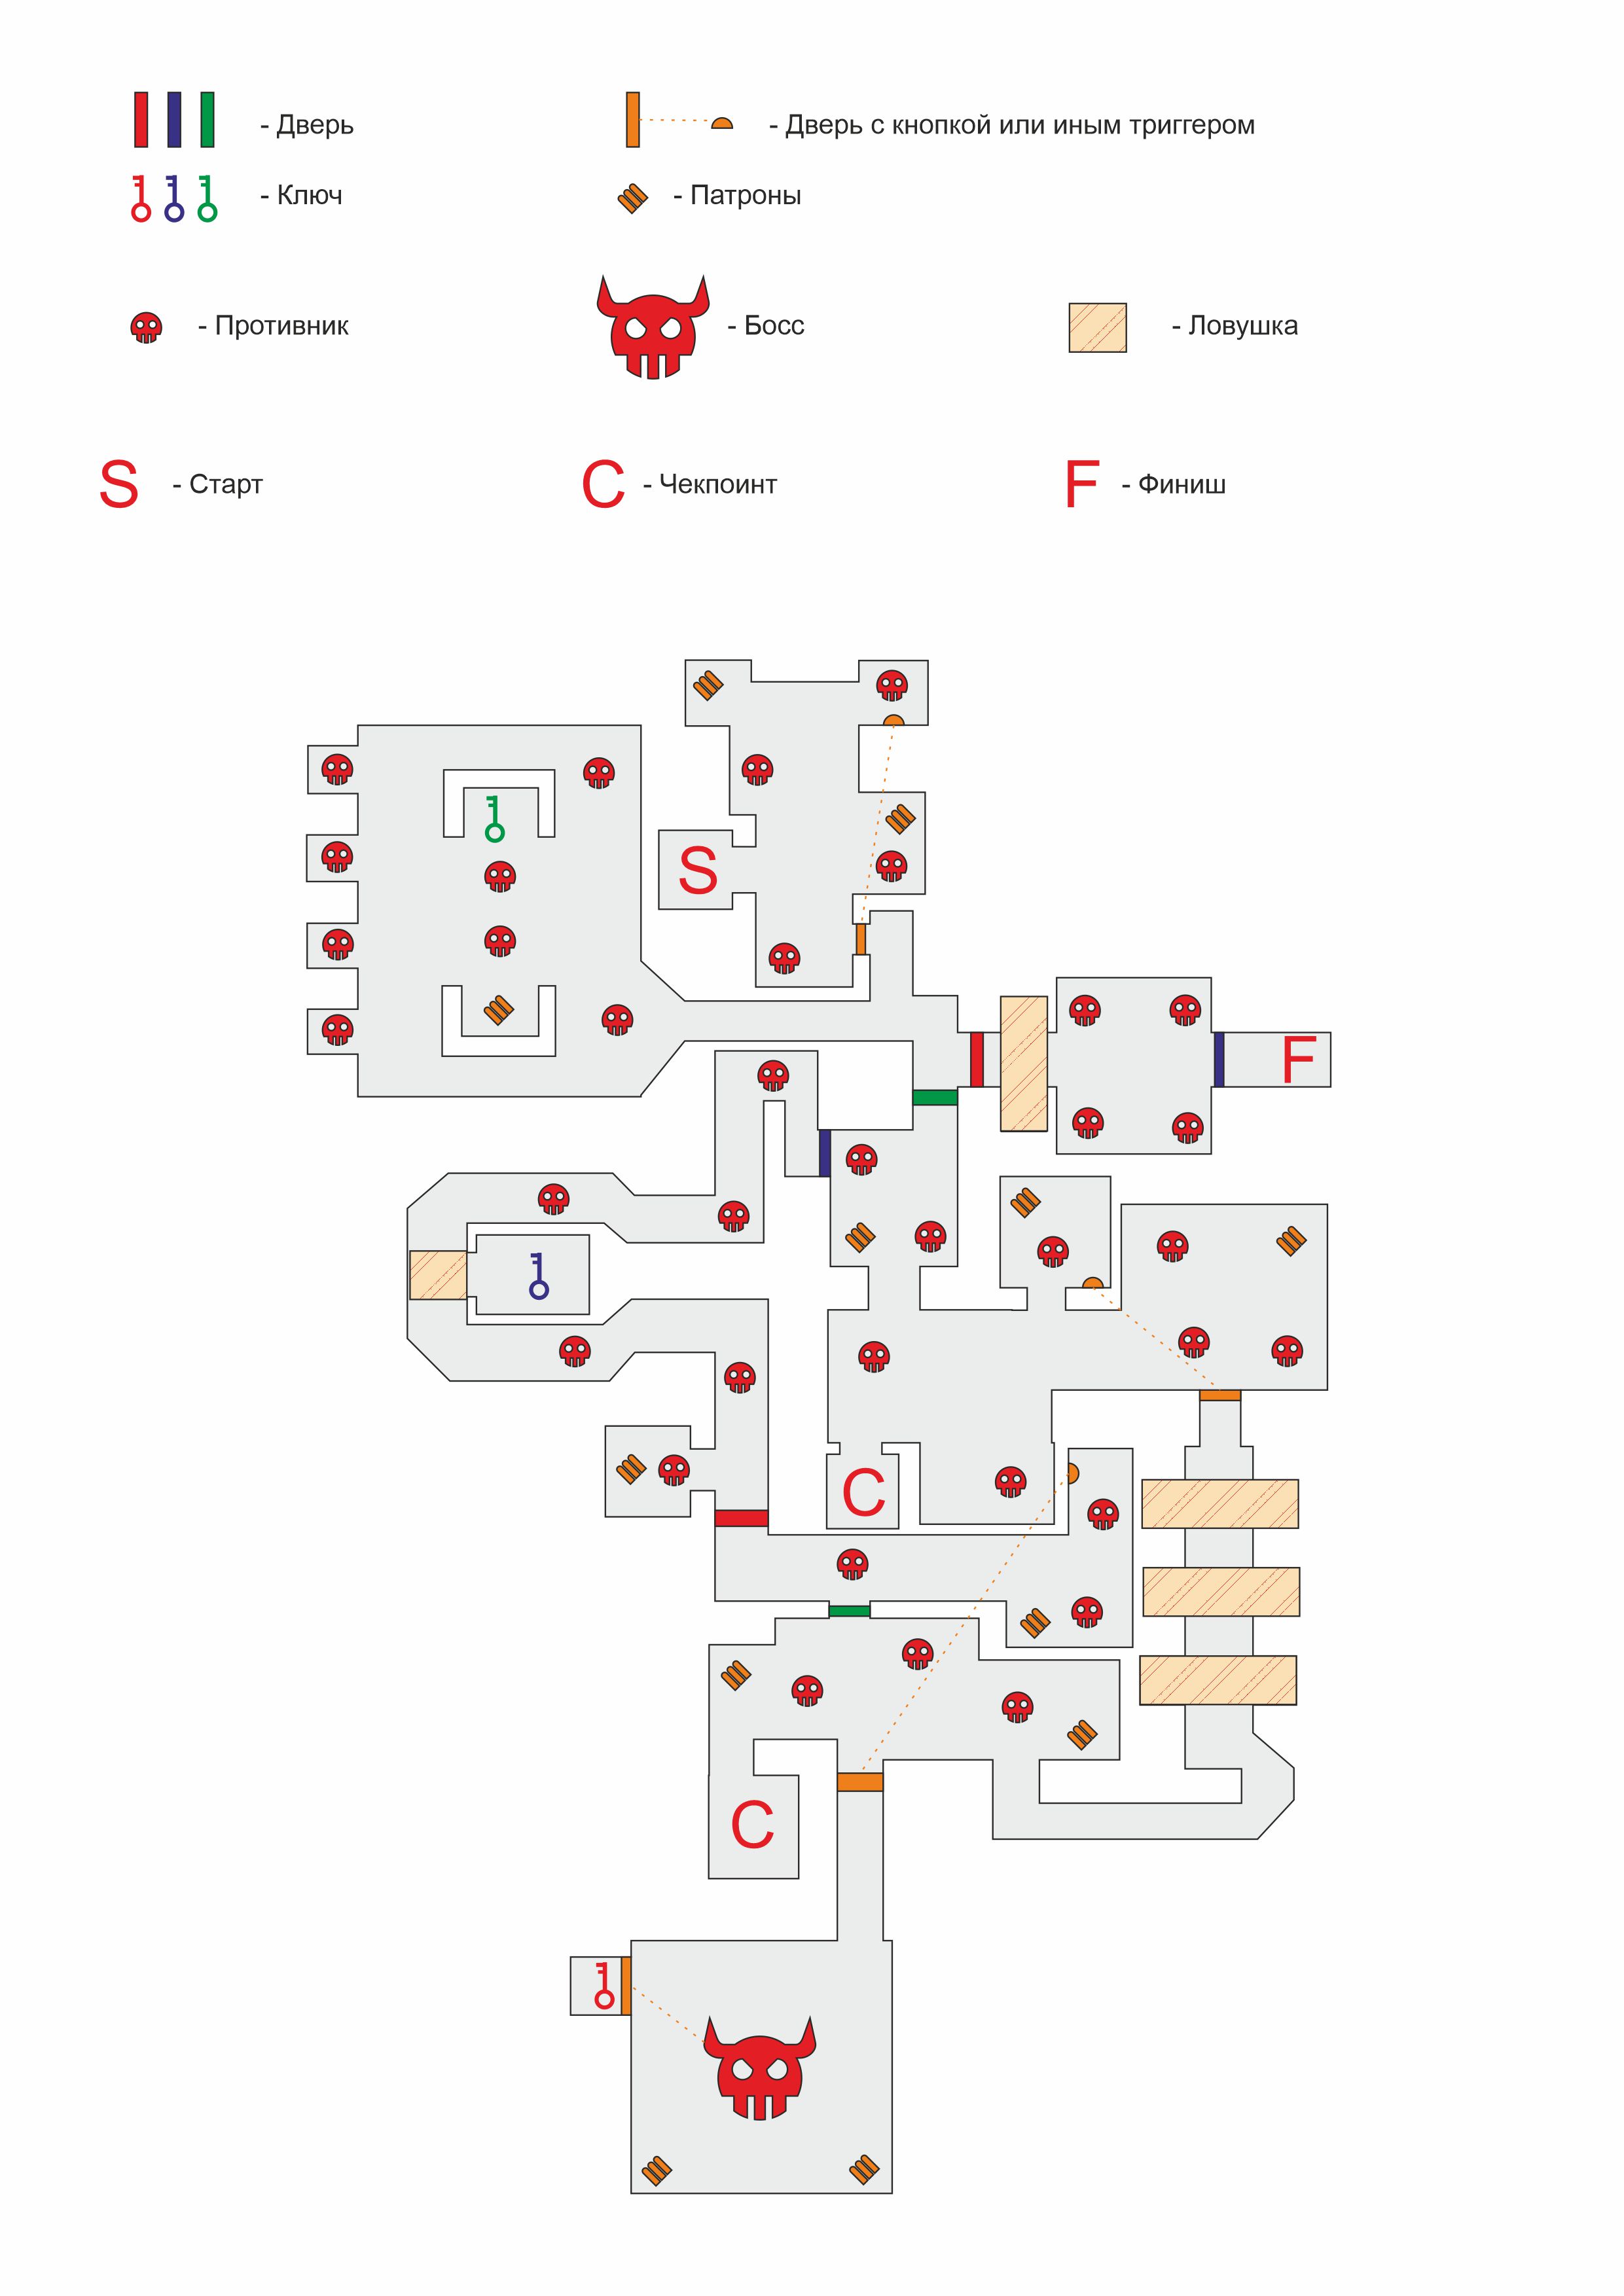 - Дверь
- Дверь с кнопкой или иным триггером
- Ключ
- Патроны
- Противник
- Босс
- Ловушка
S - Старт
C - Чекпоинт
F - Финиш
S
F
C
C